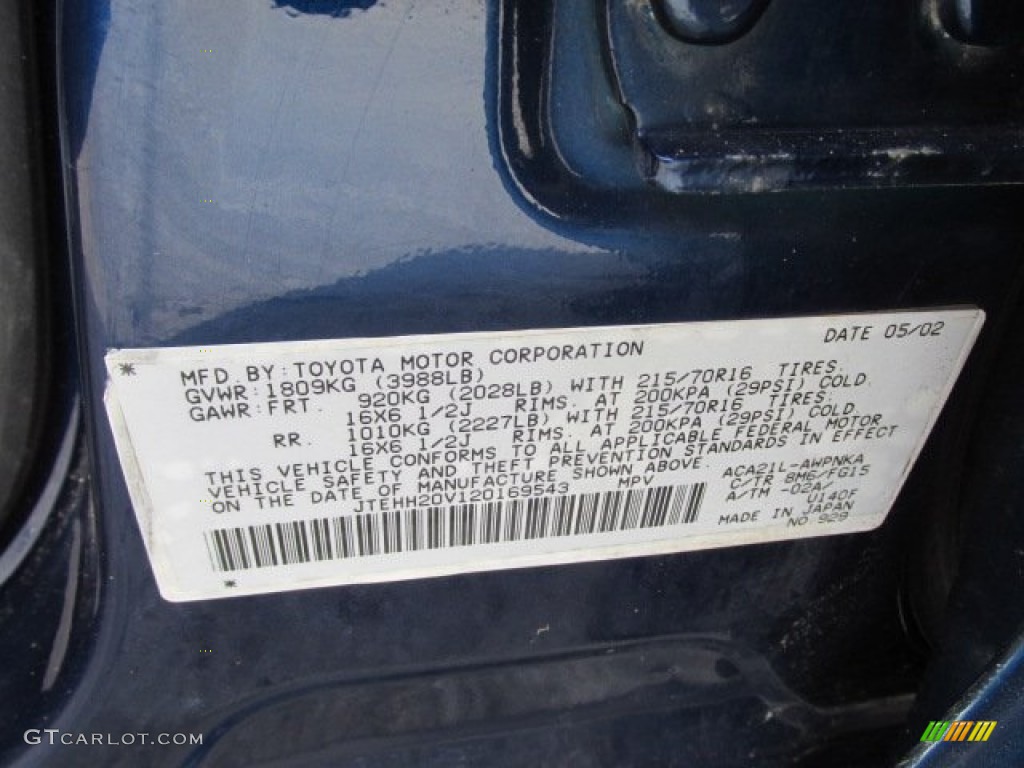 DATE 05/02
*
MFD BY:TOYOTA MOTOR CORPORATION
GVWR:1809KG (3988LB)
GAWR:FRT. 920KG (2028LB) WITH 215/70R16 TIRES.
16X6 1/2J RIMS. AT 200KPA (29PSI) COLD.
RR. 1010KG (2227LB) WITH 215/70R16 TIRES.
16X6 1/2J RIMS. AT 200KPA (29PSI) COLD.
THIS VEHICLE CONFORMS TO ALL APPLICABLE FEDERAL MOTOR
VEHICLE SAFETY AND THEFT PREVENTION STANDARDS IN EFFECT
ON THE DATE OF MANUFACTURE SHOWN ABOVE.
JTEHH20V120169543 MPV
ACA21L-AWPNKA
C/TR 8M6/FG15
A/TM -02A/
U140F
MADE IN JAPAN
NO 929
*
GTCARLOT.COM